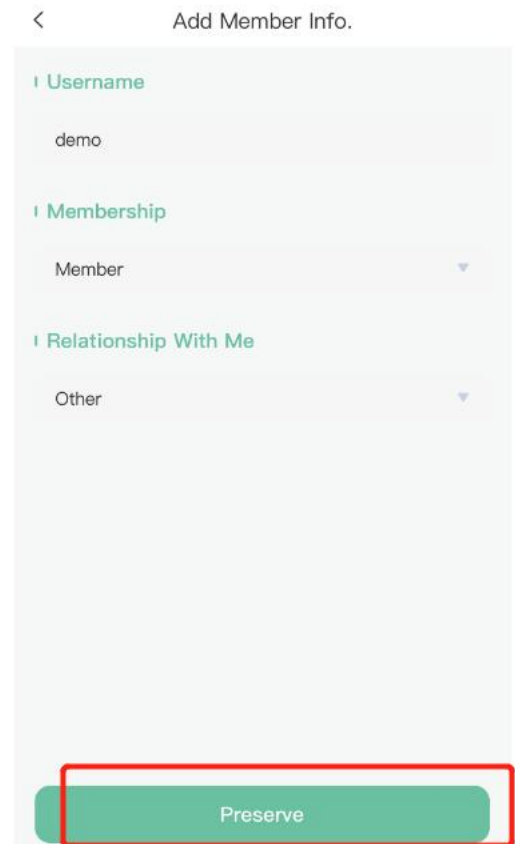 Add Member Info.
Username
demo
Membership
Member
Relationship With Me
Other
Preserve